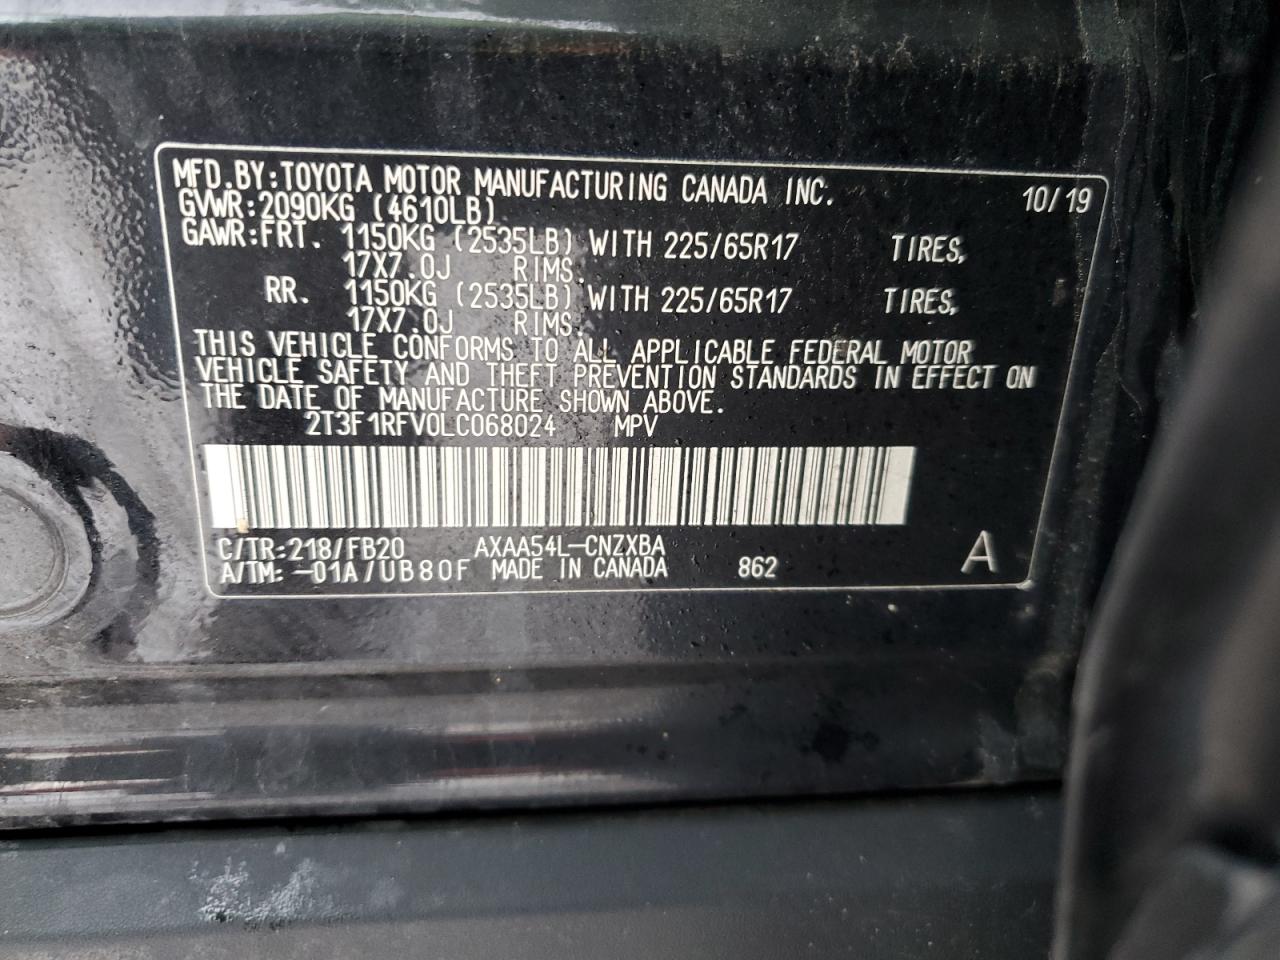 MFD.BY:TOYOTA MOTOR MANUFACTURING CANADA INC. 10/19
GVWR:2090KG (4610LB)
GAWR:FRT. 1150KG (2535LB) WITH 225/65R17 TIRES,
17X7.0J RIMS.
RR. 1150KG (2535LB) WITH 225/65R17 TIRES,
17X7.0J RIMS.
THIS VEHICLE CONFORMS TO ALL APPLICABLE FEDERAL MOTOR
VEHICLE SAFETY AND THEFT PREVENTION STANDARDS IN EFFECT ON
THE DATE OF MANUFACTURE SHOWN ABOVE.
2T3F1RFV0LC068024 MPV
C/TR:218/FB20 AXAA54L-CNZXBA
A/TM:-01A/UB80F MADE IN CANADA 862 A